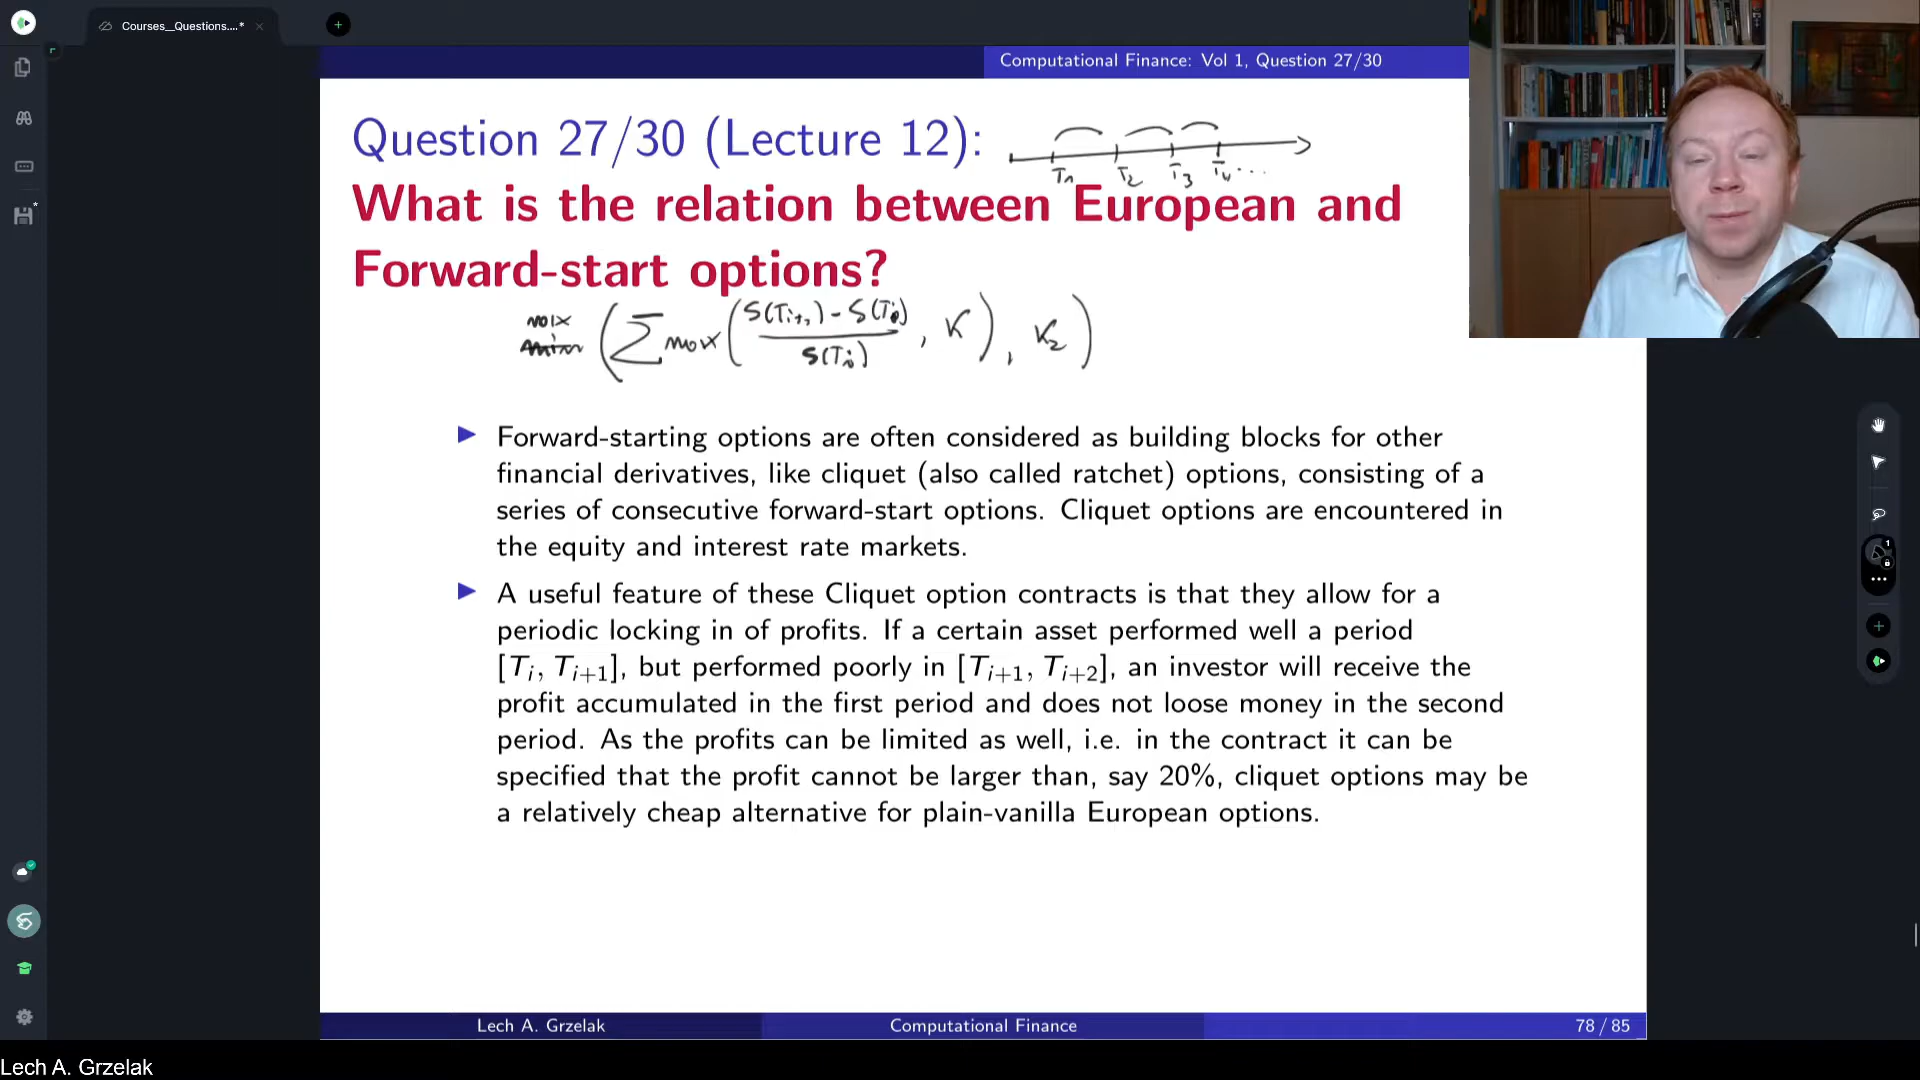 Courses__Questions....*
Computational Finance: Vol 1, Question 27/30
Question 27/30 (Lecture 12):
T₁ T₂ T₃ T₄ ...
What is the relation between European and
Forward-start options?
max
min
( ∑ max ( (S(Tᵢ₊₁) - S(Tᵢ)) / S(Tᵢ) , K ) , K₂ )
▶ Forward-starting options are often considered as building blocks for other
financial derivatives, like cliquet (also called ratchet) options, consisting of a
series of consecutive forward-start options. Cliquet options are encountered in
the equity and interest rate markets.
▶ A useful feature of these Cliquet option contracts is that they allow for a
periodic locking in of profits. If a certain asset performed well a period
[Tᵢ, Tᵢ₊₁], but performed poorly in [Tᵢ₊₁, Tᵢ₊₂], an investor will receive the
profit accumulated in the first period and does not loose money in the second
period. As the profits can be limited as well, i.e. in the contract it can be
specified that the profit cannot be larger than, say 20%, cliquet options may be
a relatively cheap alternative for plain-vanilla European options.
Lech A. Grzelak Computational Finance 78 / 85
Lech A. Grzelak